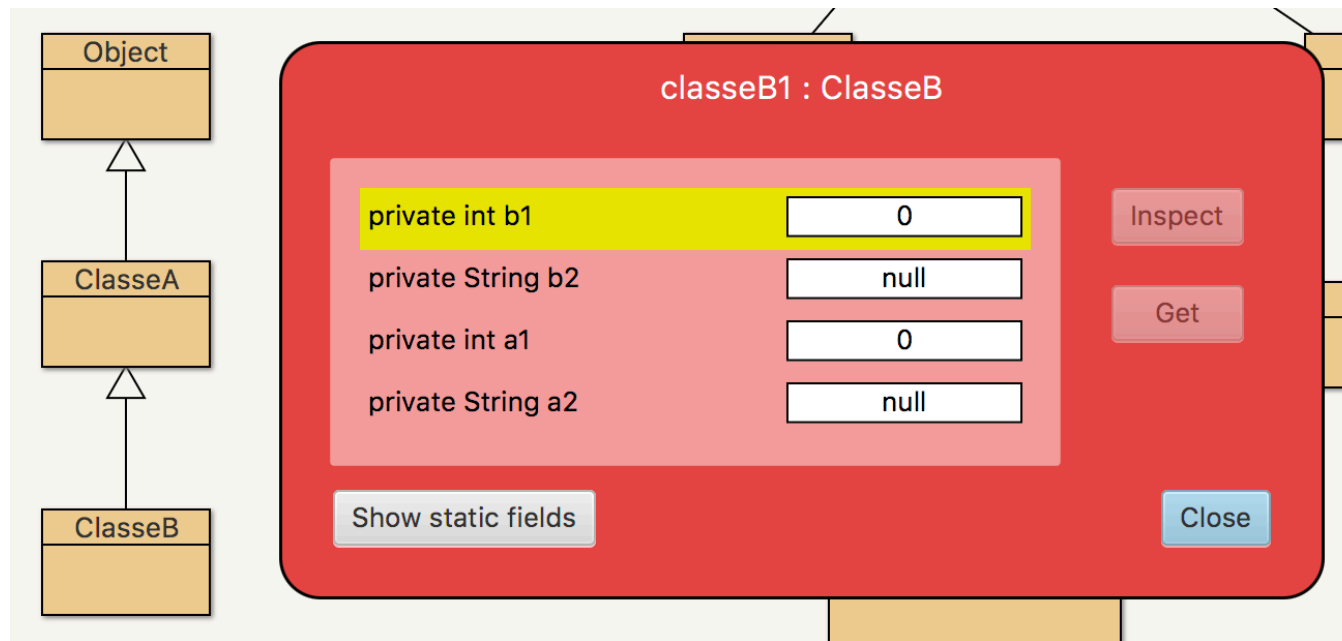 Object
ClasseA
ClasseB
classeB1 : ClasseB
private int b1 0
private String b2 null
private int a1 0
private String a2 null
Inspect
Get
Show static fields
Close